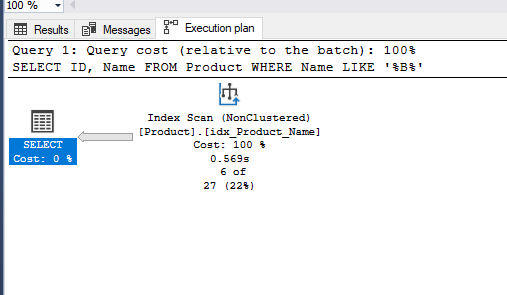 100 %
Results Messages Execution plan
Query 1: Query cost (relative to the batch): 100%
SELECT ID, Name FROM Product WHERE Name LIKE '%B%'
Index Scan (NonClustered)
[Product].[idx_Product_Name]
Cost: 100 %
0.569s
6 of
27 (22%)
SELECT
Cost: 0 %